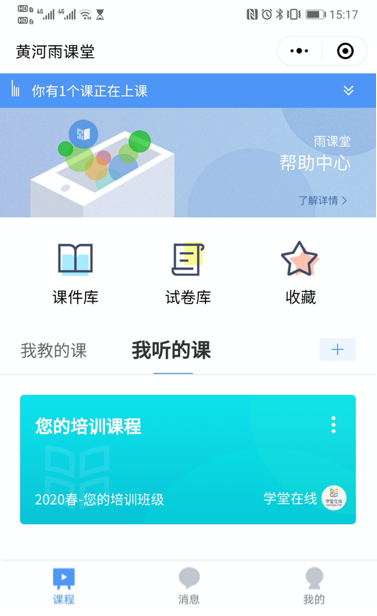 15:17
黄河雨课堂
你有1个课正在上课
雨课堂
帮助中心
了解详情 >
课件库
试卷库
收藏
我教的课
我听的课
+
您的培训课程
2020春-您的培训班级
学堂在线
课程
消息
我的